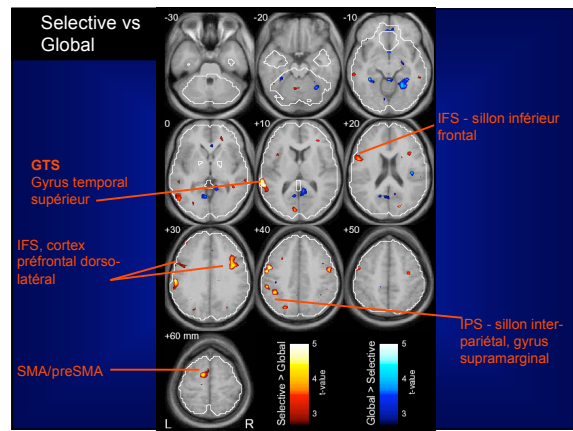 Selective vs
Global
-30
-20
-10
0
+10
+20
IFS - sillon inférieur
frontal
GTS
Gyrus temporal
supérieur
+30
+40
+50
IFS, cortex
préfrontal dorso-
latéral
IPS - sillon inter-
pariétal, gyrus
supramarginal
+60 mm
SMA/preSMA
L
R
Selective > Global
5
4
3
t-value
Global > Selective
5
4
3
t-value